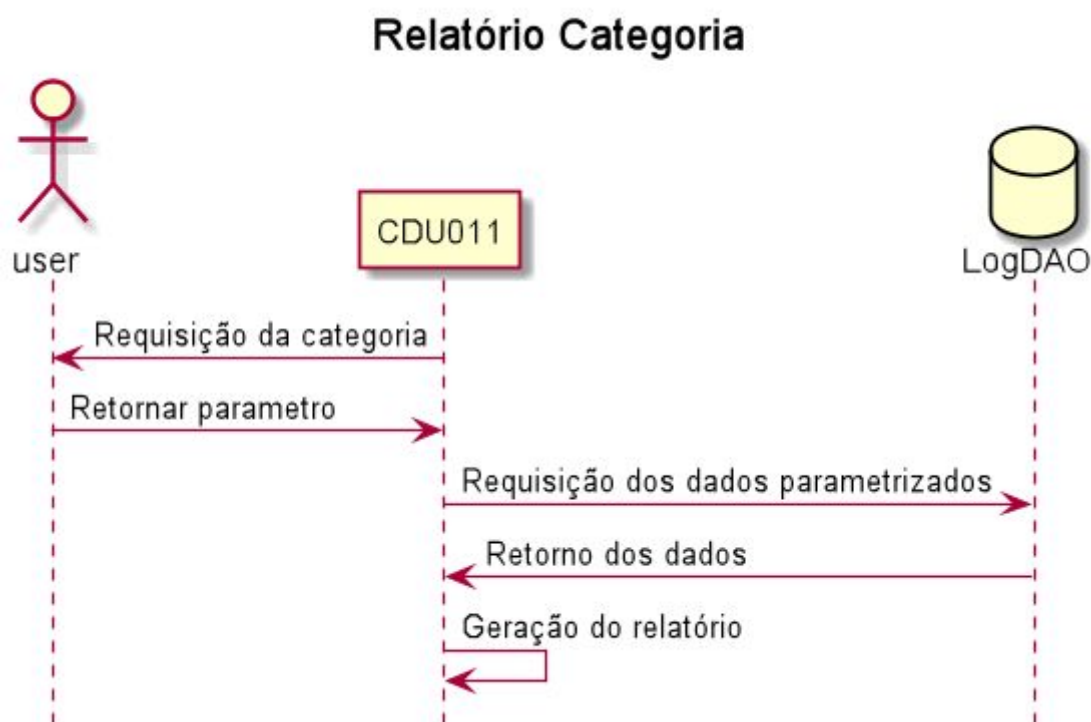 Relatório Categoria
user
CDU011
LogDAO
Requisição da categoria
Retornar parametro
Requisição dos dados parametrizados
Retorno dos dados
Geração do relatório